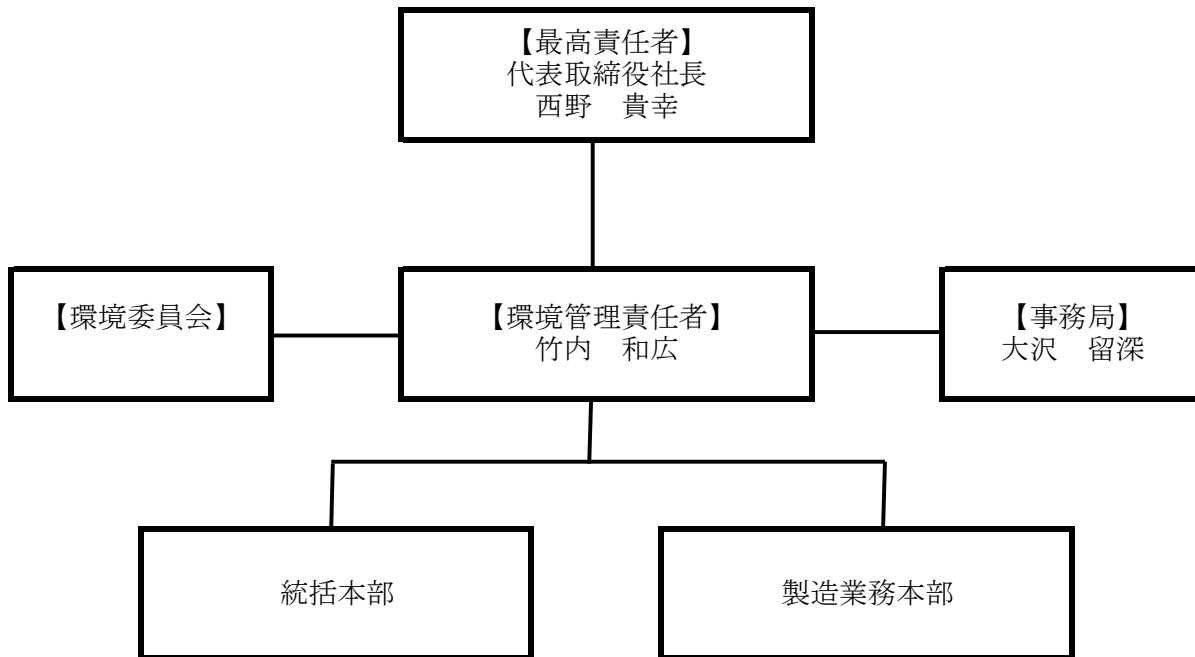 【最高責任者】
代表取締役社長
西野　貴幸
【環境委員会】
【環境管理責任者】
竹内　和広
【事務局】
大沢　留深
統括本部
製造業務本部